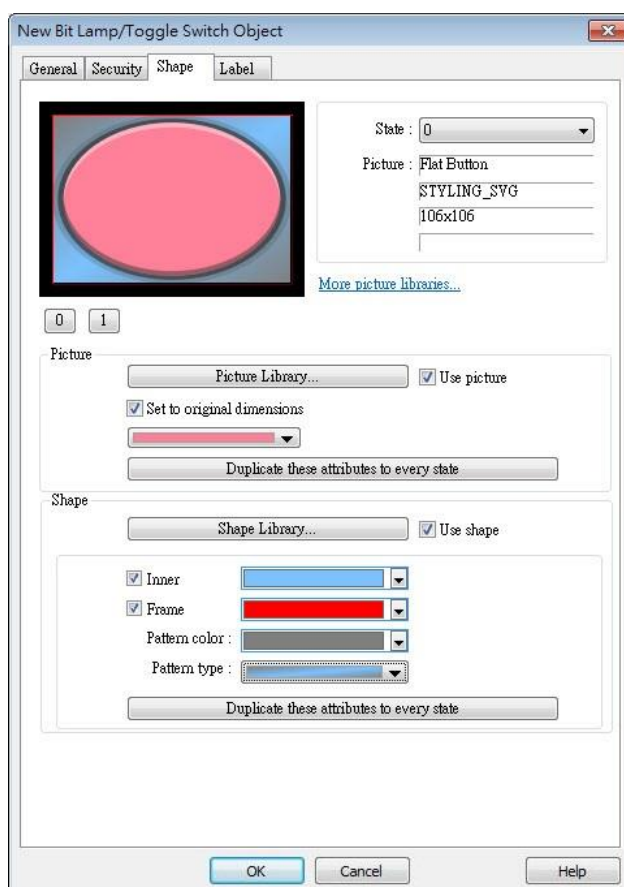 New Bit Lamp/Toggle Switch Object
General Security Shape Label
State : 0
Picture : Flat Button
STYLING_SVG
106x106
More picture libraries...
0 1
Picture
Picture Library... Use picture
Set to original dimensions
Duplicate these attributes to every state
Shape
Shape Library... Use shape
Inner
Frame
Pattern color :
Pattern type :
Duplicate these attributes to every state
OK Cancel Help